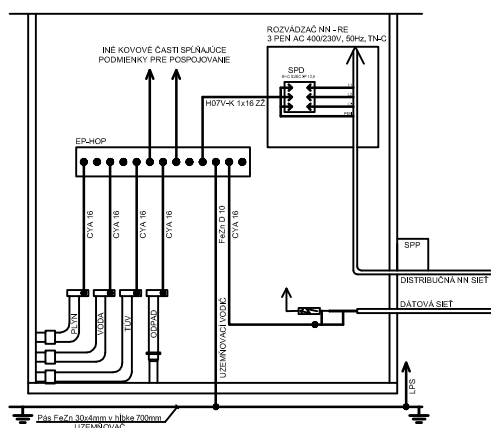 ROZVÁDZAČ NN - RE
3 PEN AC 400/230V, 50Hz, TN-C
INÉ KOVOVÉ ČASTI SPĹŇAJÚCE
PODMIENKY PRE POSPOJOVANIE
SPD
H07V-K 1x16 ZŽ
PEN
EP-HOP
CYA 16
CYA 16
CYA 16
CYA 16
FeZn D 10
CYA 16
SPP
DISTRIBUČNÁ NN SIEŤ
DÁTOVÁ SIEŤ
PLYN
VODA
TÚV
ODPAD
UZEMŇOVACÍ VODIČ
LPS
Pás FeZn 30x4mm v hĺbke 700mm
UZEMŇOVAČ